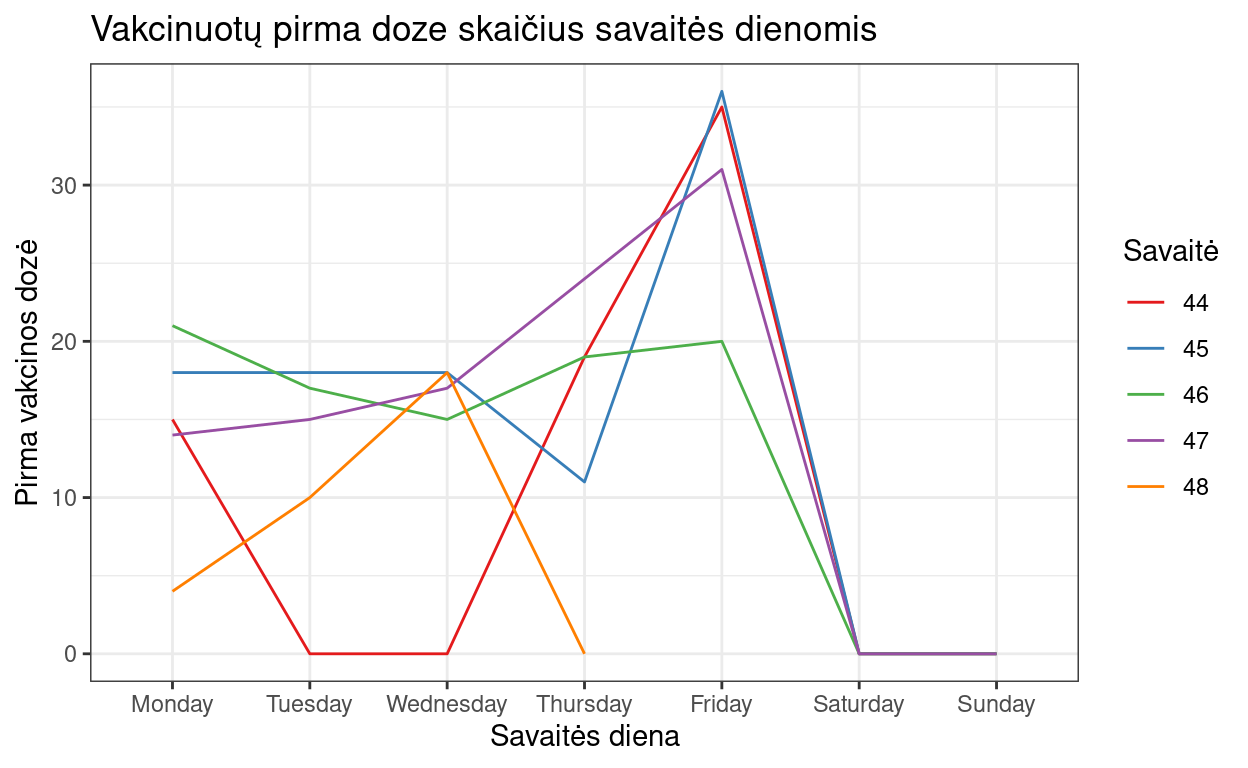 Vakcinuotų pirma doze skaičius savaitės dienomis
Pirma vakcinos dozė
30
20
10
0
Monday Tuesday Wednesday Thursday Friday Saturday Sunday
Savaitės diena
Savaitė
44
45
46
47
48